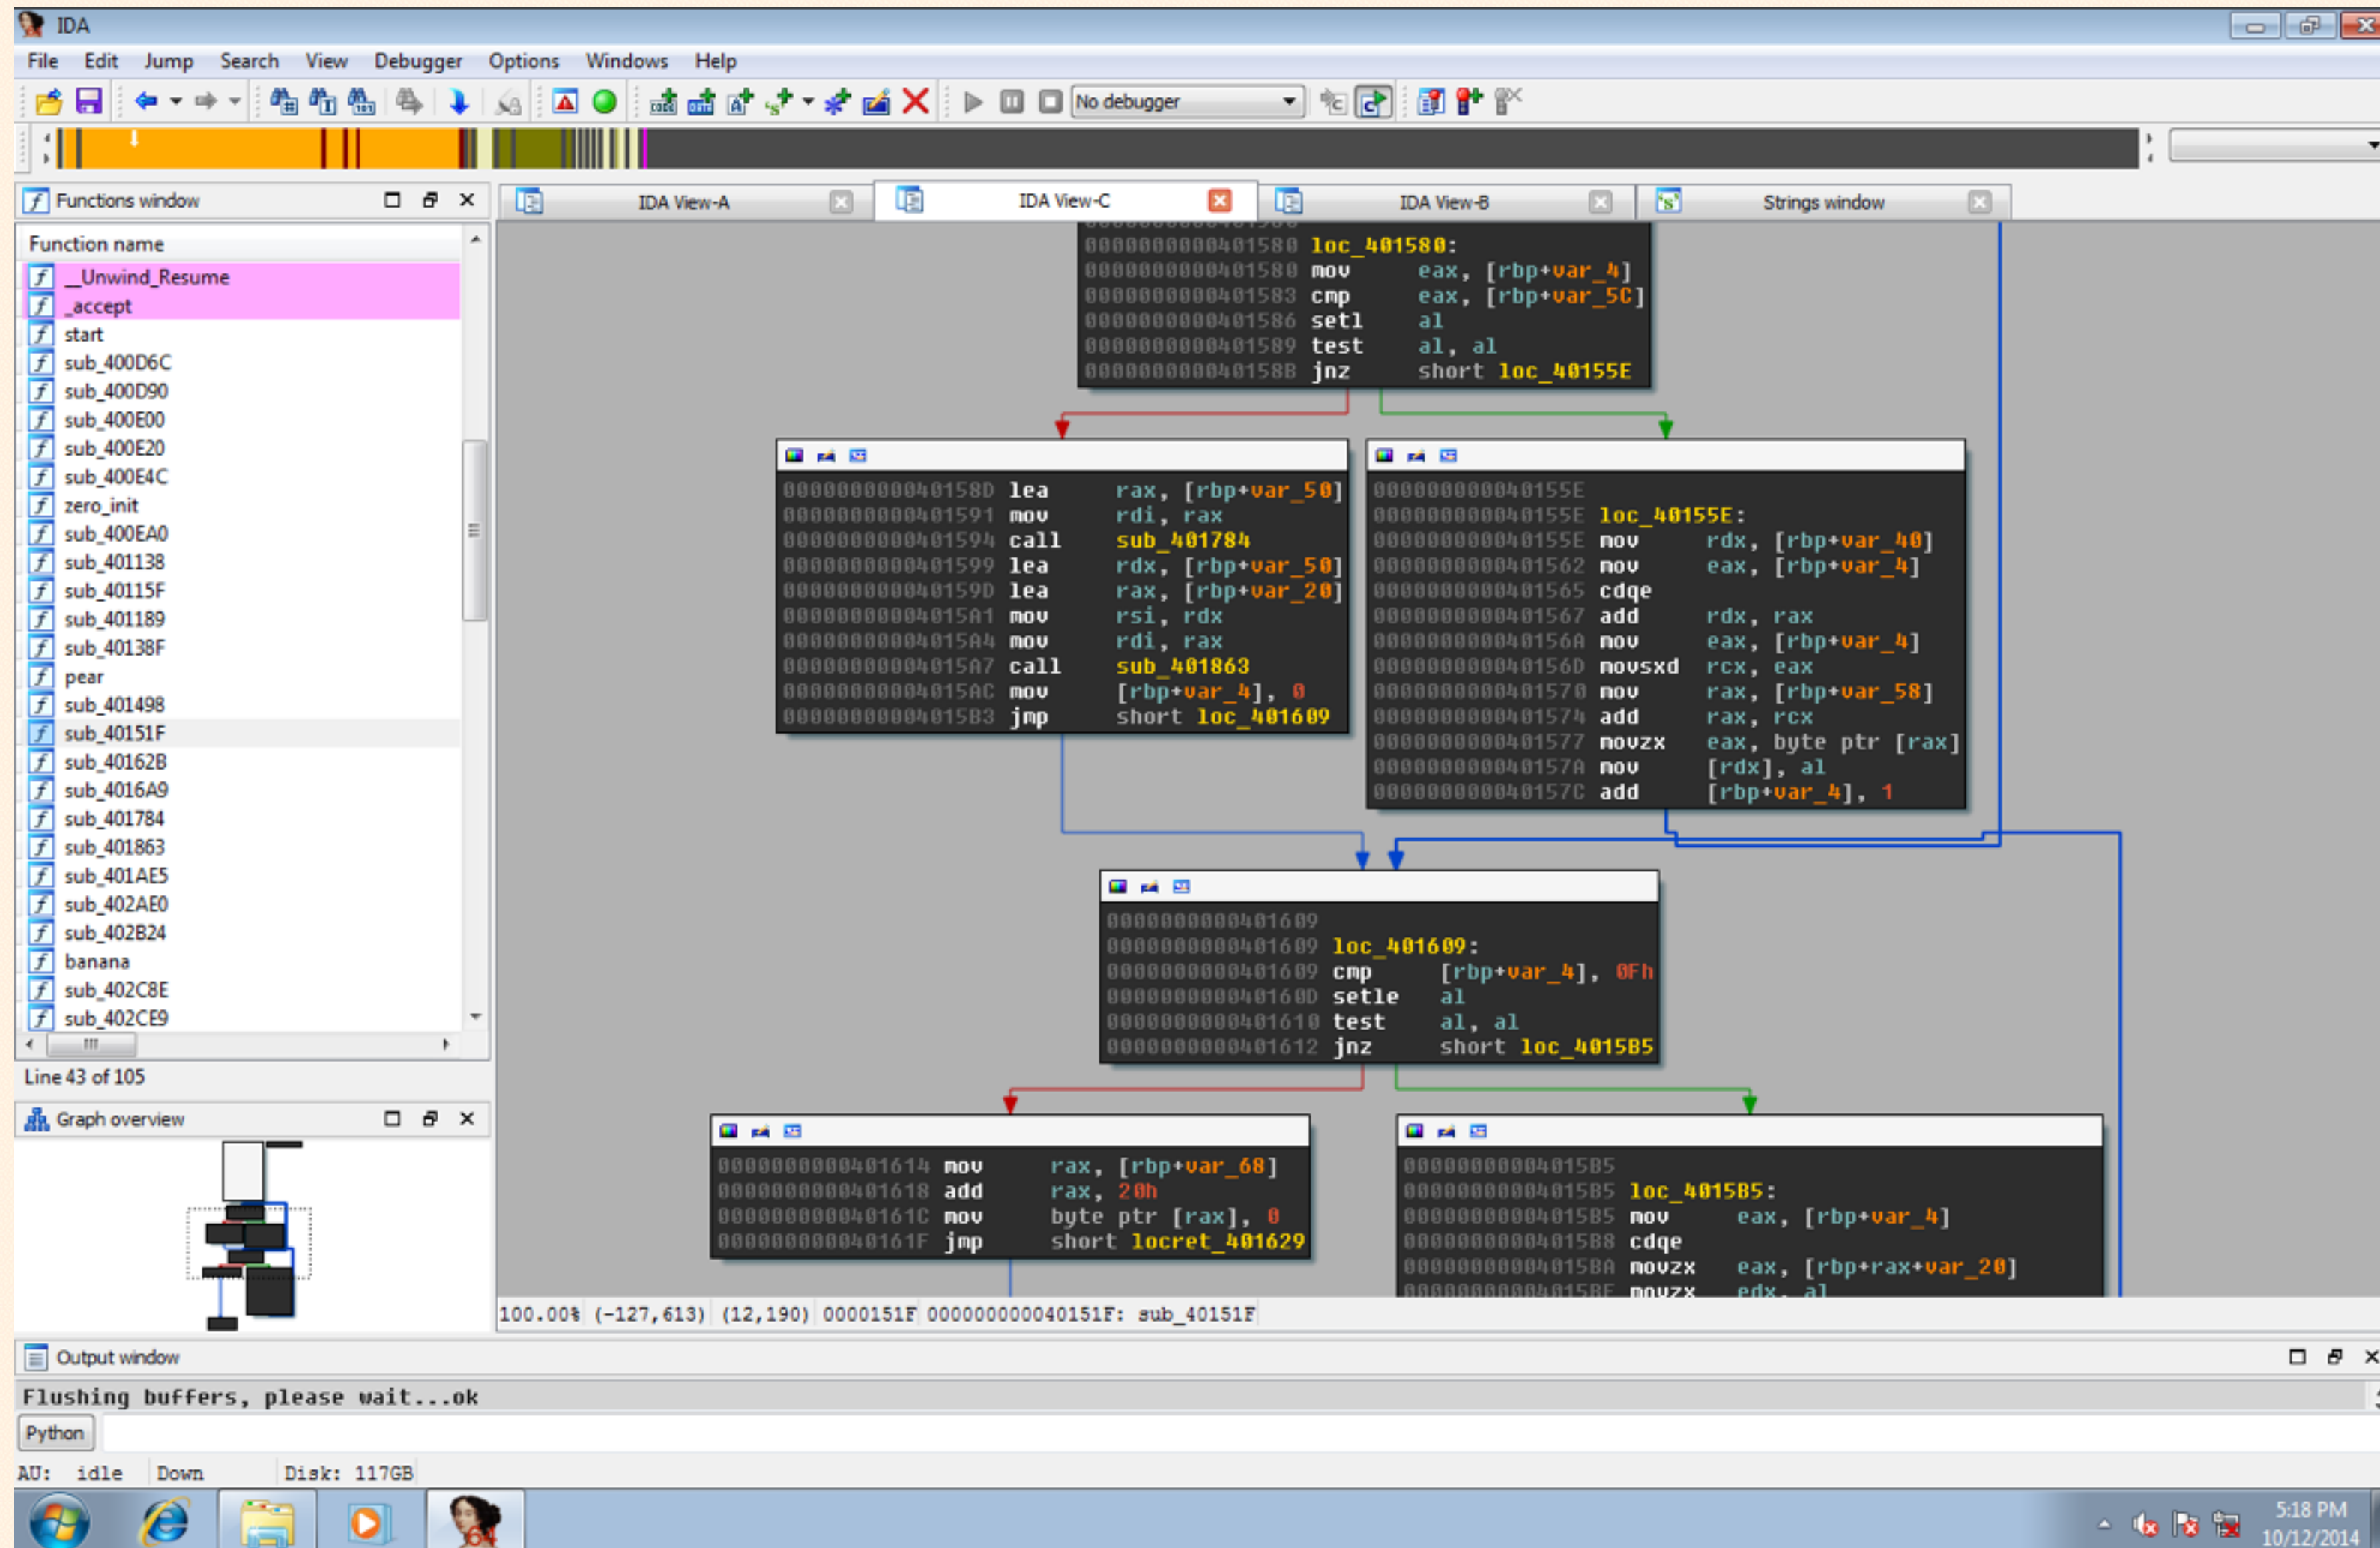 IDA
File Edit Jump Search View Debugger Options Windows Help
No debugger
Functions window
IDA View-A
IDA View-C
IDA View-B
Strings window
Function name
__Unwind_Resume
_accept
start
sub_400D6C
sub_400D90
sub_400E00
sub_400E20
sub_400E4C
zero_init
sub_400EA0
sub_401138
sub_40115F
sub_401189
sub_40138F
pear
sub_401498
sub_40151F
sub_40162B
sub_4016A9
sub_401784
sub_401863
sub_401AE5
sub_402AE0
sub_402B24
banana
sub_402C8E
sub_402CE9
Line 43 of 105
Graph overview
0000000000401580 loc_401580:
0000000000401580 mov eax, [rbp+var_4]
0000000000401583 cmp eax, [rbp+var_5C]
0000000000401586 setl al
0000000000401589 test al, al
000000000040158B jnz short loc_40155E
000000000040158D lea rax, [rbp+var_50]
0000000000401591 mov rdi, rax
0000000000401594 call sub_401784
0000000000401599 lea rdx, [rbp+var_50]
000000000040159D lea rax, [rbp+var_20]
00000000004015A1 mov rsi, rdx
00000000004015A4 mov rdi, rax
00000000004015A7 call sub_401863
00000000004015AC mov [rbp+var_4], 0
00000000004015B3 jmp short loc_401609
000000000040155E
000000000040155E loc_40155E:
000000000040155E mov rdx, [rbp+var_40]
0000000000401562 mov eax, [rbp+var_4]
0000000000401565 cdqe
0000000000401567 add rdx, rax
000000000040156A mov eax, [rbp+var_4]
000000000040156D movsxd rcx, eax
0000000000401570 mov rax, [rbp+var_58]
0000000000401574 add rax, rcx
0000000000401577 movzx eax, byte ptr [rax]
000000000040157A mov [rdx], al
000000000040157C add [rbp+var_4], 1
0000000000401609
0000000000401609 loc_401609:
0000000000401609 cmp [rbp+var_4], 0Fh
000000000040160D setle al
0000000000401610 test al, al
0000000000401612 jnz short loc_4015B5
0000000000401614 mov rax, [rbp+var_68]
0000000000401618 add rax, 20h
000000000040161C mov byte ptr [rax], 0
000000000040161F jmp short locret_401629
00000000004015B5
00000000004015B5 loc_4015B5:
00000000004015B5 mov eax, [rbp+var_4]
00000000004015B8 cdqe
00000000004015BA movzx eax, [rbp+rax+var_20]
00000000004015BF movzx edx, al
100.00% (-127,613) (12,190) 0000151F 000000000040151F: sub_40151F
Output window
Flushing buffers, please wait...ok
Python
AU: idle Down Disk: 117GB
64
5:18 PM
10/12/2014